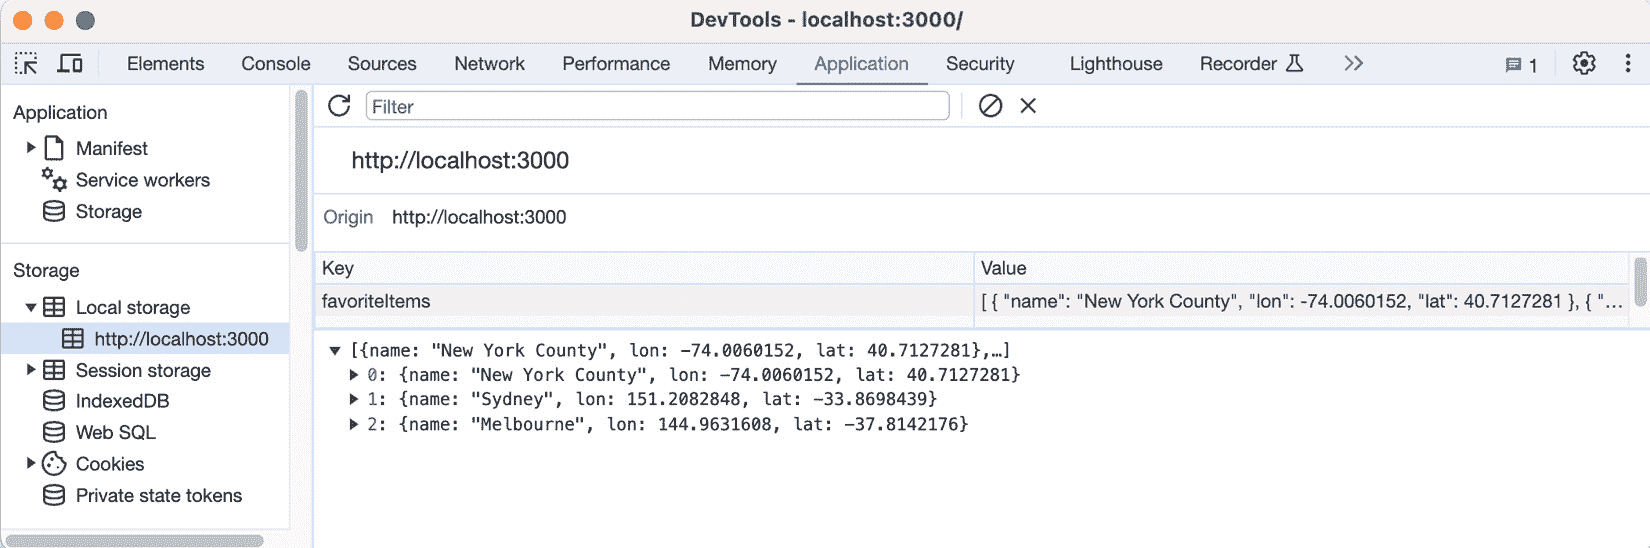 DevTools - localhost:3000/
Elements Console Sources Network Performance Memory Application Security Lighthouse Recorder 1
Application
Manifest
Service workers
Storage
Storage
Local storage
http://localhost:3000
Session storage
IndexedDB
Web SQL
Cookies
Private state tokens
Filter
http://localhost:3000
Origin http://localhost:3000
Key Value
favoriteItems [ { "name": "New York County", "lon": -74.0060152, "lat": 40.7127281 }, { "...
[{name: "New York County", lon: -74.0060152, lat: 40.7127281},…]
0: {name: "New York County", lon: -74.0060152, lat: 40.7127281}
1: {name: "Sydney", lon: 151.2082848, lat: -33.8698439}
2: {name: "Melbourne", lon: 144.9631608, lat: -37.8142176}